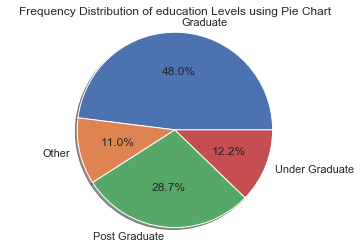 Frequency Distribution of education Levels using Pie Chart
Graduate
48.0%
Other
11.0%
12.2%
Under Graduate
28.7%
Post Graduate